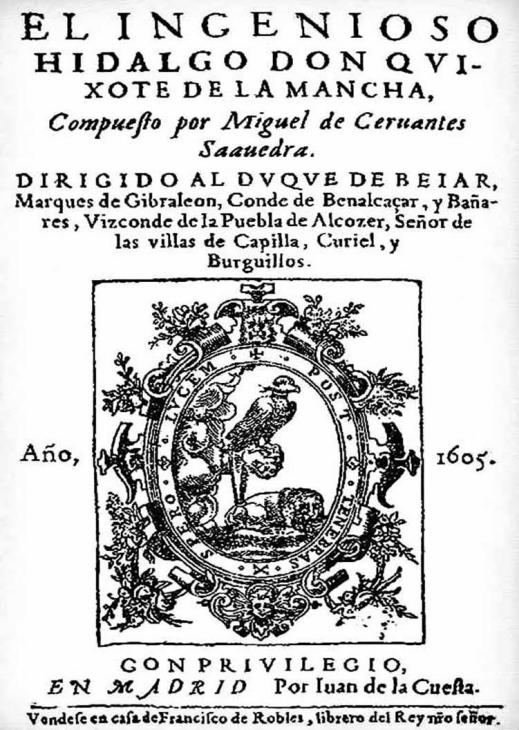 EL INGENIOSO
HIDALGO DON QVI-
XOTE DE LA MANCHA,
Compueſto por Miguel de Ceruantes
Saauedra.
DIRIGIDO AL DVQVE DE BEIAR,
Marques de Gibraleon, Conde de Benalcaçar, y Baña-
res, Vizconde de la Puebla de Alcozer, Señor de
las villas de Capilla, Curiel, y
Burguillos.
SPERO LVCEM POST TENEBRAS
Año, 1605.
CON PRIVILEGIO,
EN MADRID Por Iuan de la Cueſta.
Vendeſe en caſa de Franciſco de Robles, librero del Rey nr̃o ſeñor.